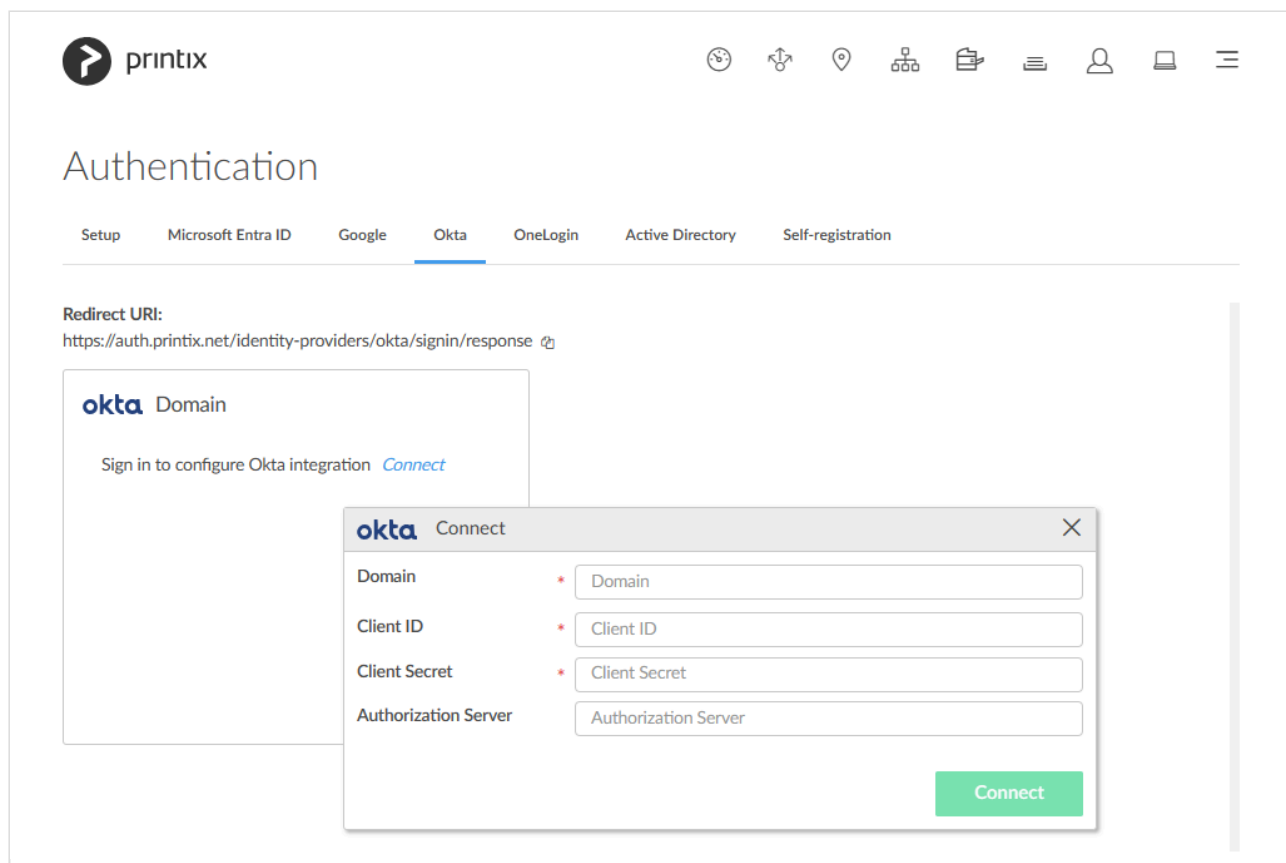 printix
Authentication
Setup Microsoft Entra ID Google Okta OneLogin Active Directory Self-registration
Redirect URI:
https://auth.printix.net/identity-providers/okta/signin/response
okta Domain
Sign in to configure Okta integration Connect
okta Connect
Domain * Domain
Client ID * Client ID
Client Secret * Client Secret
Authorization Server Authorization Server
Connect